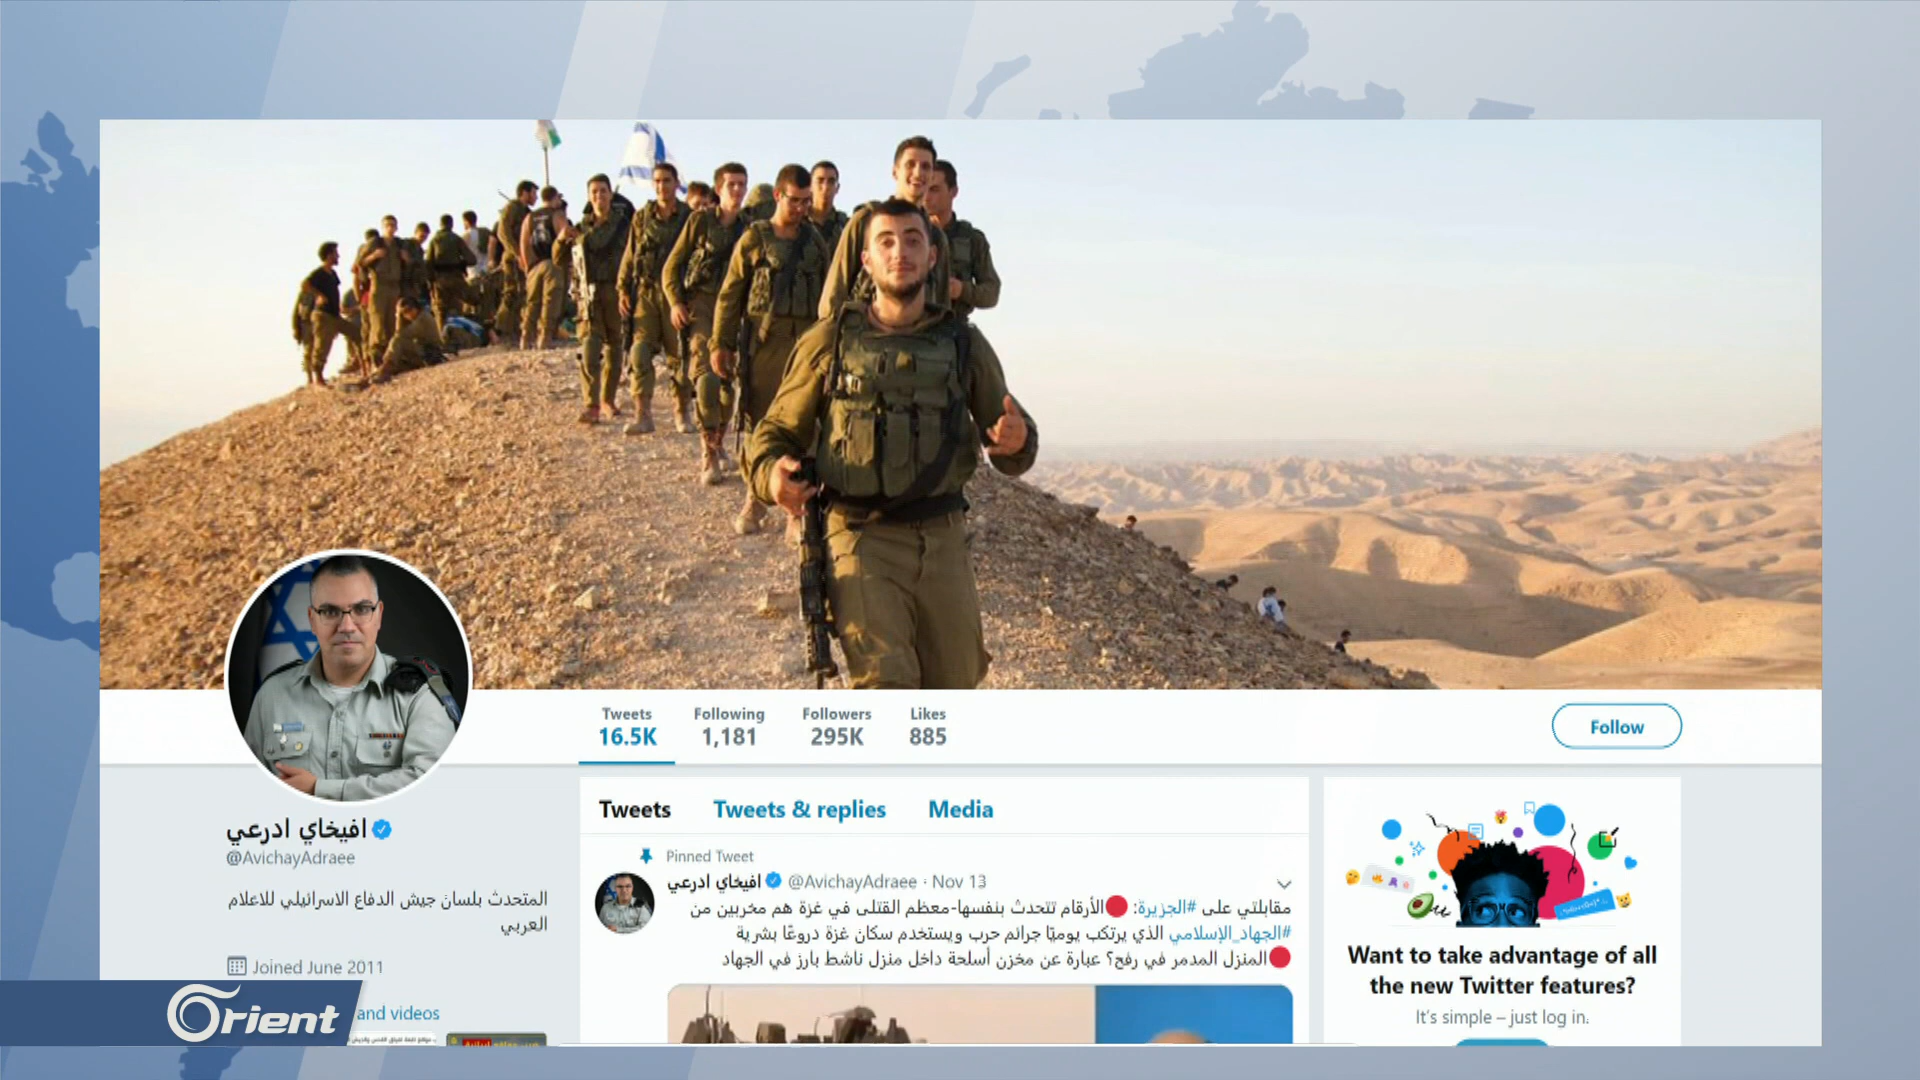 Tweets
16.5K
Following
1,181
Followers
295K
Likes
885
Follow
افيخاي ادرعي
@AvichayAdraee
المتحدث بلسان جيش الدفاع الاسرائيلي للاعلام
العربي
Joined June 2011
and videos
Tweets
Tweets & replies
Media
Pinned Tweet
افيخاي ادرعي @AvichayAdraee · Nov 13
مقابلتي على #الجزيرة: 🔴الأرقام تتحدث بنفسها-معظم القتلى في غزة هم مخربين من
#الجهاد_الإسلامي الذي يرتكب يوميًا جرائم حرب ويستخدم سكان غزة دروعًا بشرية
🔴المنزل المدمر في رفح؟ عبارة عن مخزن أسلحة داخل منزل ناشط بارز في الجهاد
Want to take advantage of all
the new Twitter features?
It's simple – just log in.
Orient